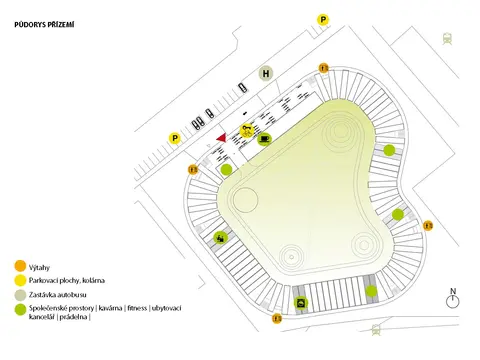 PŮDORYS PŘÍZEMÍ
P
H
P
Výtahy
Parkovací plochy, kolárna
Zastávka autobusu
Společenské prostory | kavárna | fitness | ubytovací
kancelář | prádelna |
N